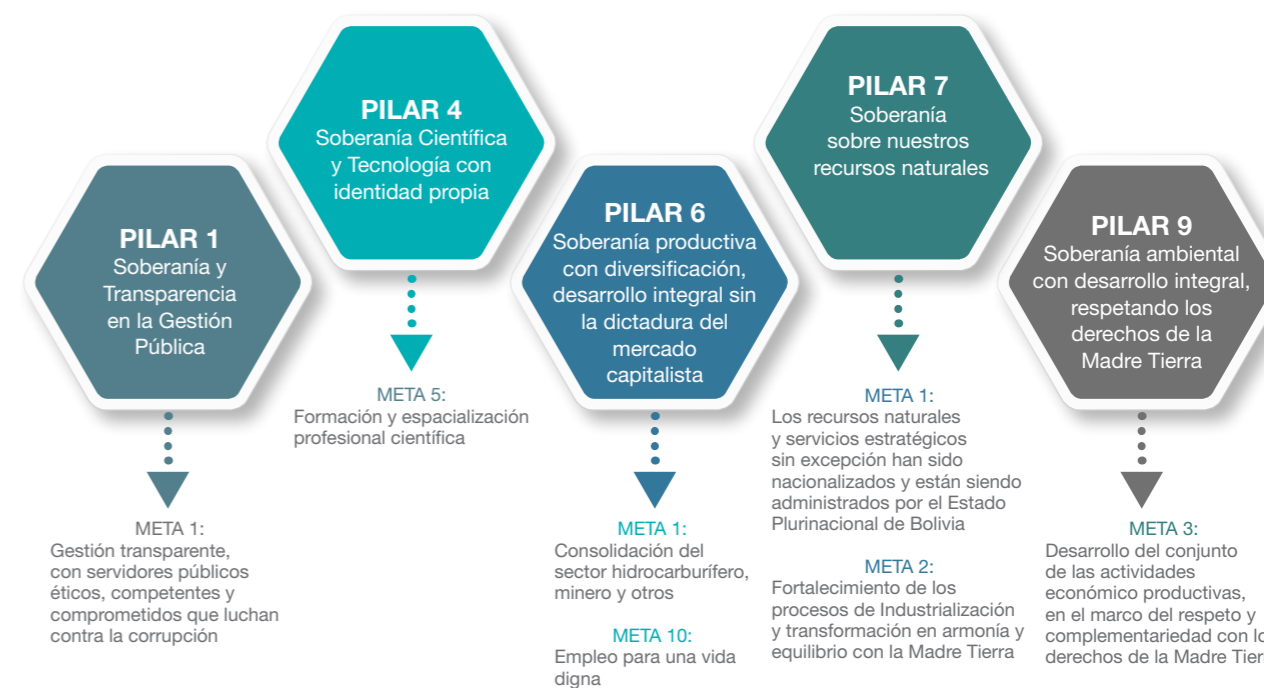 PILAR 1
Soberanía y
Transparencia
en la Gestión
Pública
META 1:
Gestión transparente,
con servidores públicos
éticos, competentes y
comprometidos que luchan
contra la corrupción
PILAR 4
Soberanía Científica
y Tecnología con
identidad propia
META 5:
Formación y espacialización
profesional científica
PILAR 6
Soberanía productiva
con diversificación,
desarrollo integral sin
la dictadura del
mercado
capitalista
META 1:
Consolidación del
sector hidrocarburífero,
minero y otros
META 10:
Empleo para una vida
digna
PILAR 7
Soberanía
sobre nuestros
recursos naturales
META 1:
Los recursos naturales
y servicios estratégicos
sin excepción han sido
nacionalizados y están siendo
administrados por el Estado
Plurinacional de Bolivia
META 2:
Fortalecimiento de los
procesos de Industrialización
y transformación en armonía y
equilibrio con la Madre Tierra
PILAR 9
Soberanía ambiental
con desarrollo integral,
respetando los
derechos de la
Madre Tierra
META 3:
Desarrollo del conjunto
de las actividades
económico productivas,
en el marco del respeto y
complementariedad con
derechos de la Madre